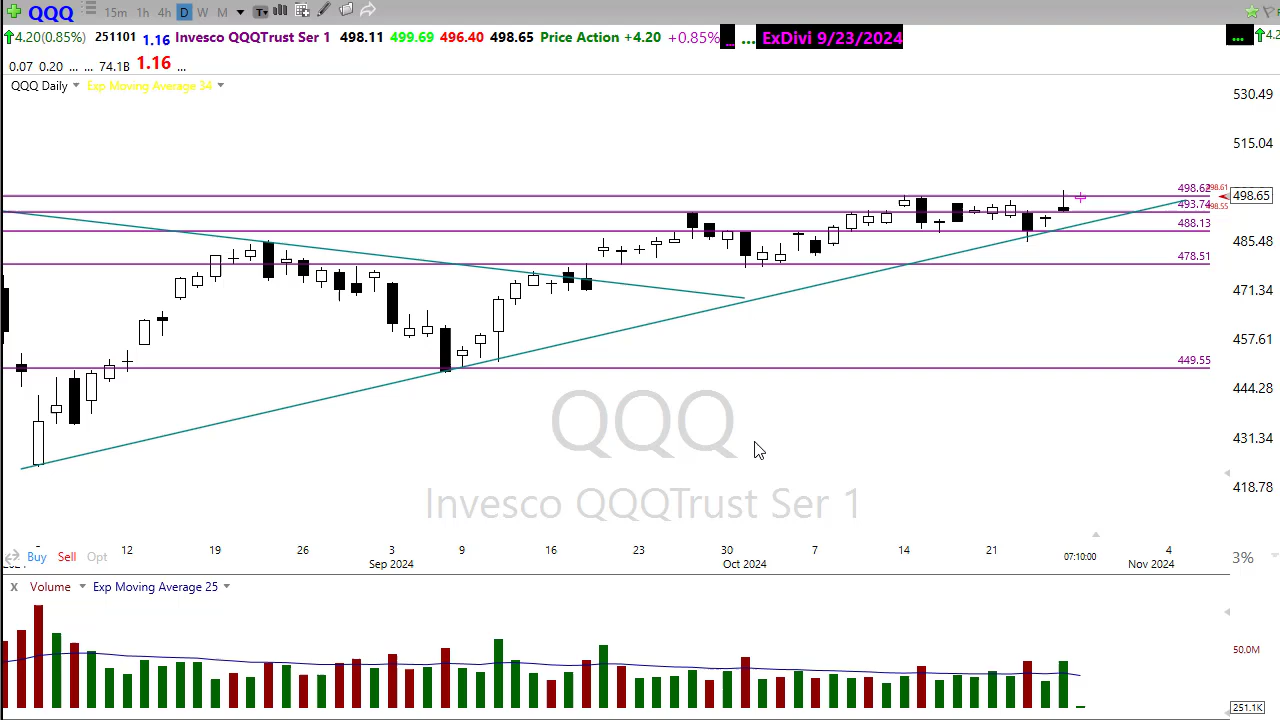 QQQ 15m 1h 4h D W M T
4.20(0.85%) 251101 1.16 Invesco QQQTrust Ser 1 498.11 499.69 496.40 498.65 Price Action +4.20 +0.85% ... ... ExDivi 9/23/2024 ... 4.2
0.07 0.20 ... ... 74.1B 1.16 ...
QQQ Daily Exp Moving Average 34
530.49
515.04
498.62 498.61 498.65
493.74 498.55
488.13
485.48
478.51
471.34
457.61
449.55
444.28
QQQ
431.34
Invesco QQQTrust Ser 1
418.78
12 19 26 3 9 16 23 30 7 14 21 07:10:00 4
Buy Sell Opt 3%
Sep 2024 Oct 2024 Nov 2024
X Volume Exp Moving Average 25
50.0M
251.1K